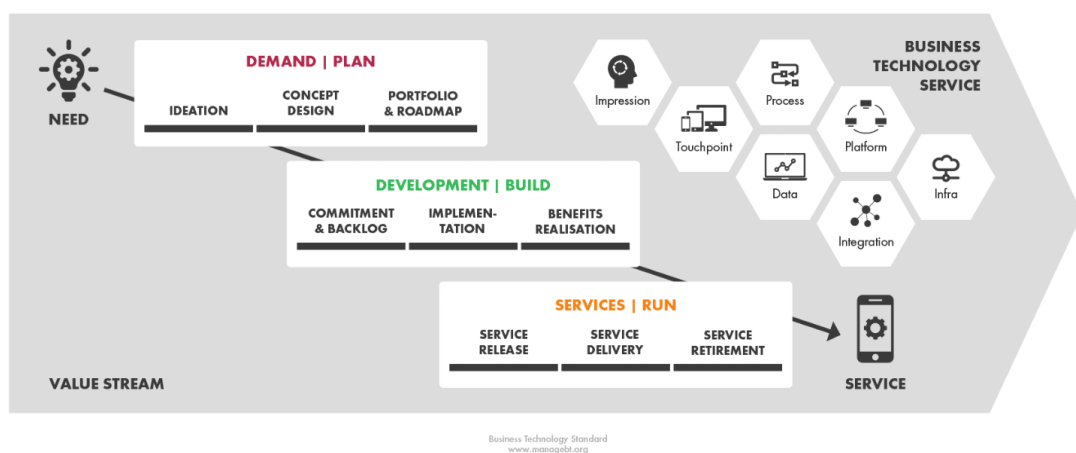 NEED
DEMAND | PLAN
IDEATION
CONCEPT
DESIGN
PORTFOLIO
& ROADMAP
DEVELOPMENT | BUILD
COMMITMENT
& BACKLOG
IMPLEMEN-
TATION
BENEFITS
REALISATION
SERVICES | RUN
SERVICE
RELEASE
SERVICE
DELIVERY
SERVICE
RETIREMENT
BUSINESS
TECHNOLOGY
SERVICE
Impression
Touchpoint
Process
Data
Platform
Integration
Infra
SERVICE
VALUE STREAM
Business Technology Standard
www.managebt.org